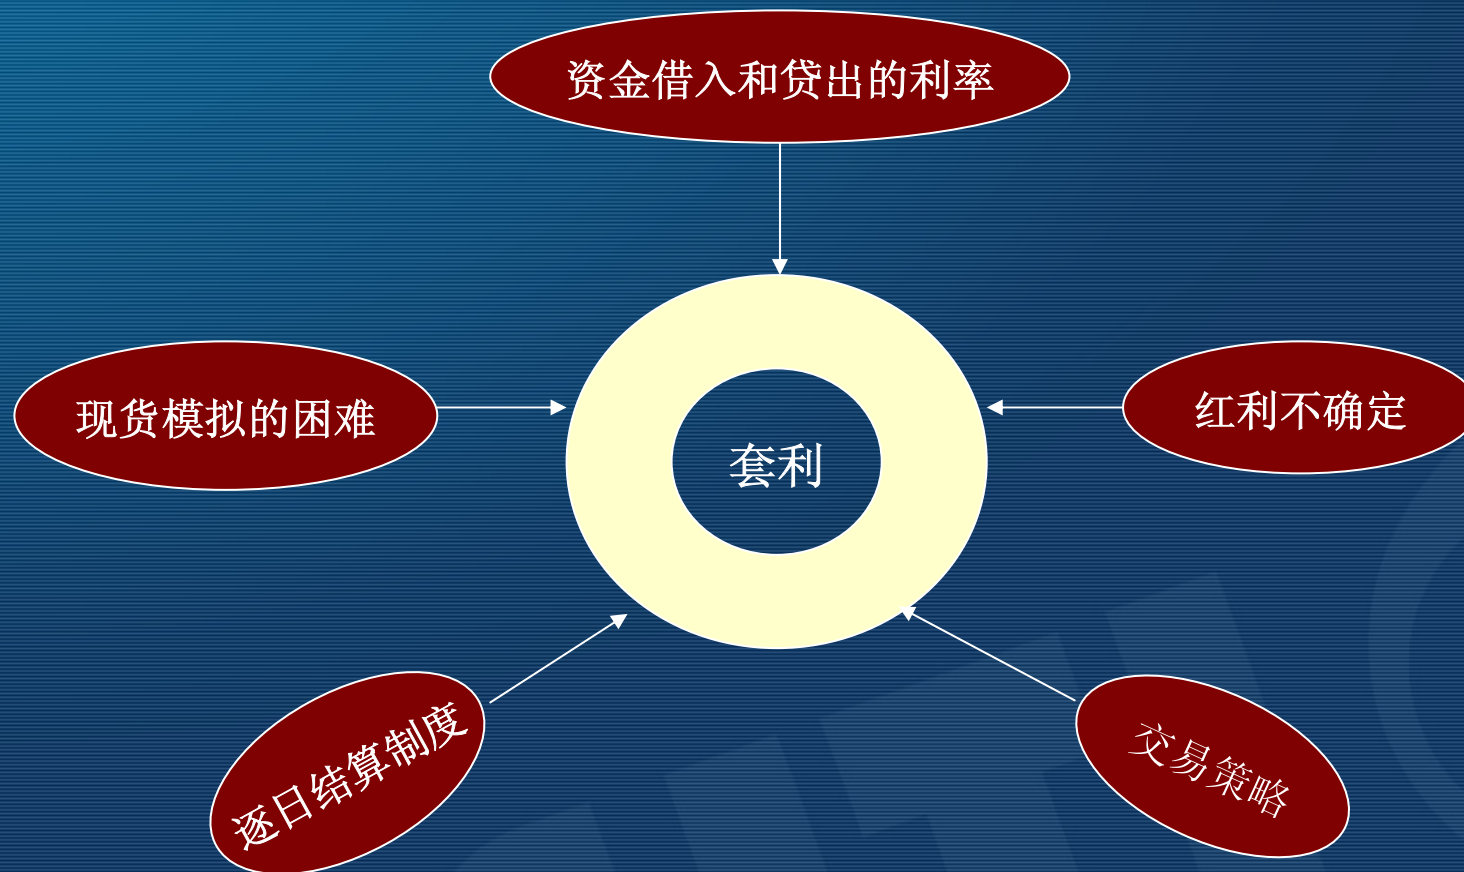 资金借入和贷出的利率
现货模拟的困难
红利不确定
套利
逐日结算制度
交易策略